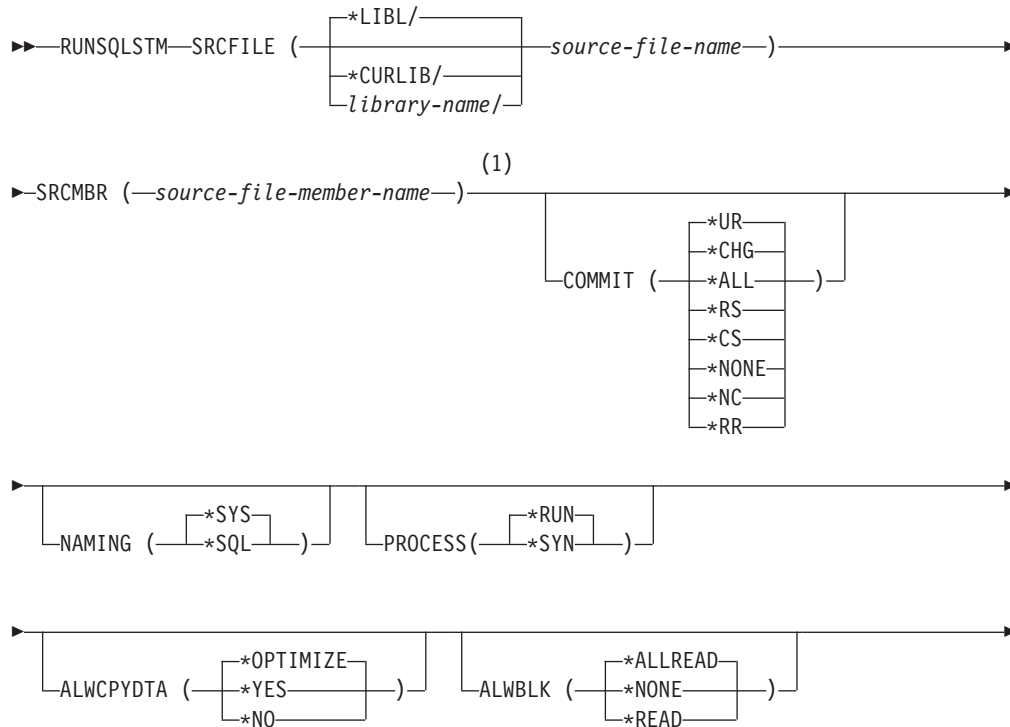 *LIBL/
RUNSQLSTM SRCFILE ( source-file-name )
*CURLIB/
library-name/
(1)
SRCMBR ( source-file-member-name )
*UR
*CHG
COMMIT ( *ALL )
*RS
*CS
*NONE
*NC
*RR
*SYS *RUN
NAMING ( *SQL ) PROCESS( *SYN )
*OPTIMIZE *ALLREAD
ALWCPYDTA ( *YES ) ALWBLK ( *NONE )
*NO *READ